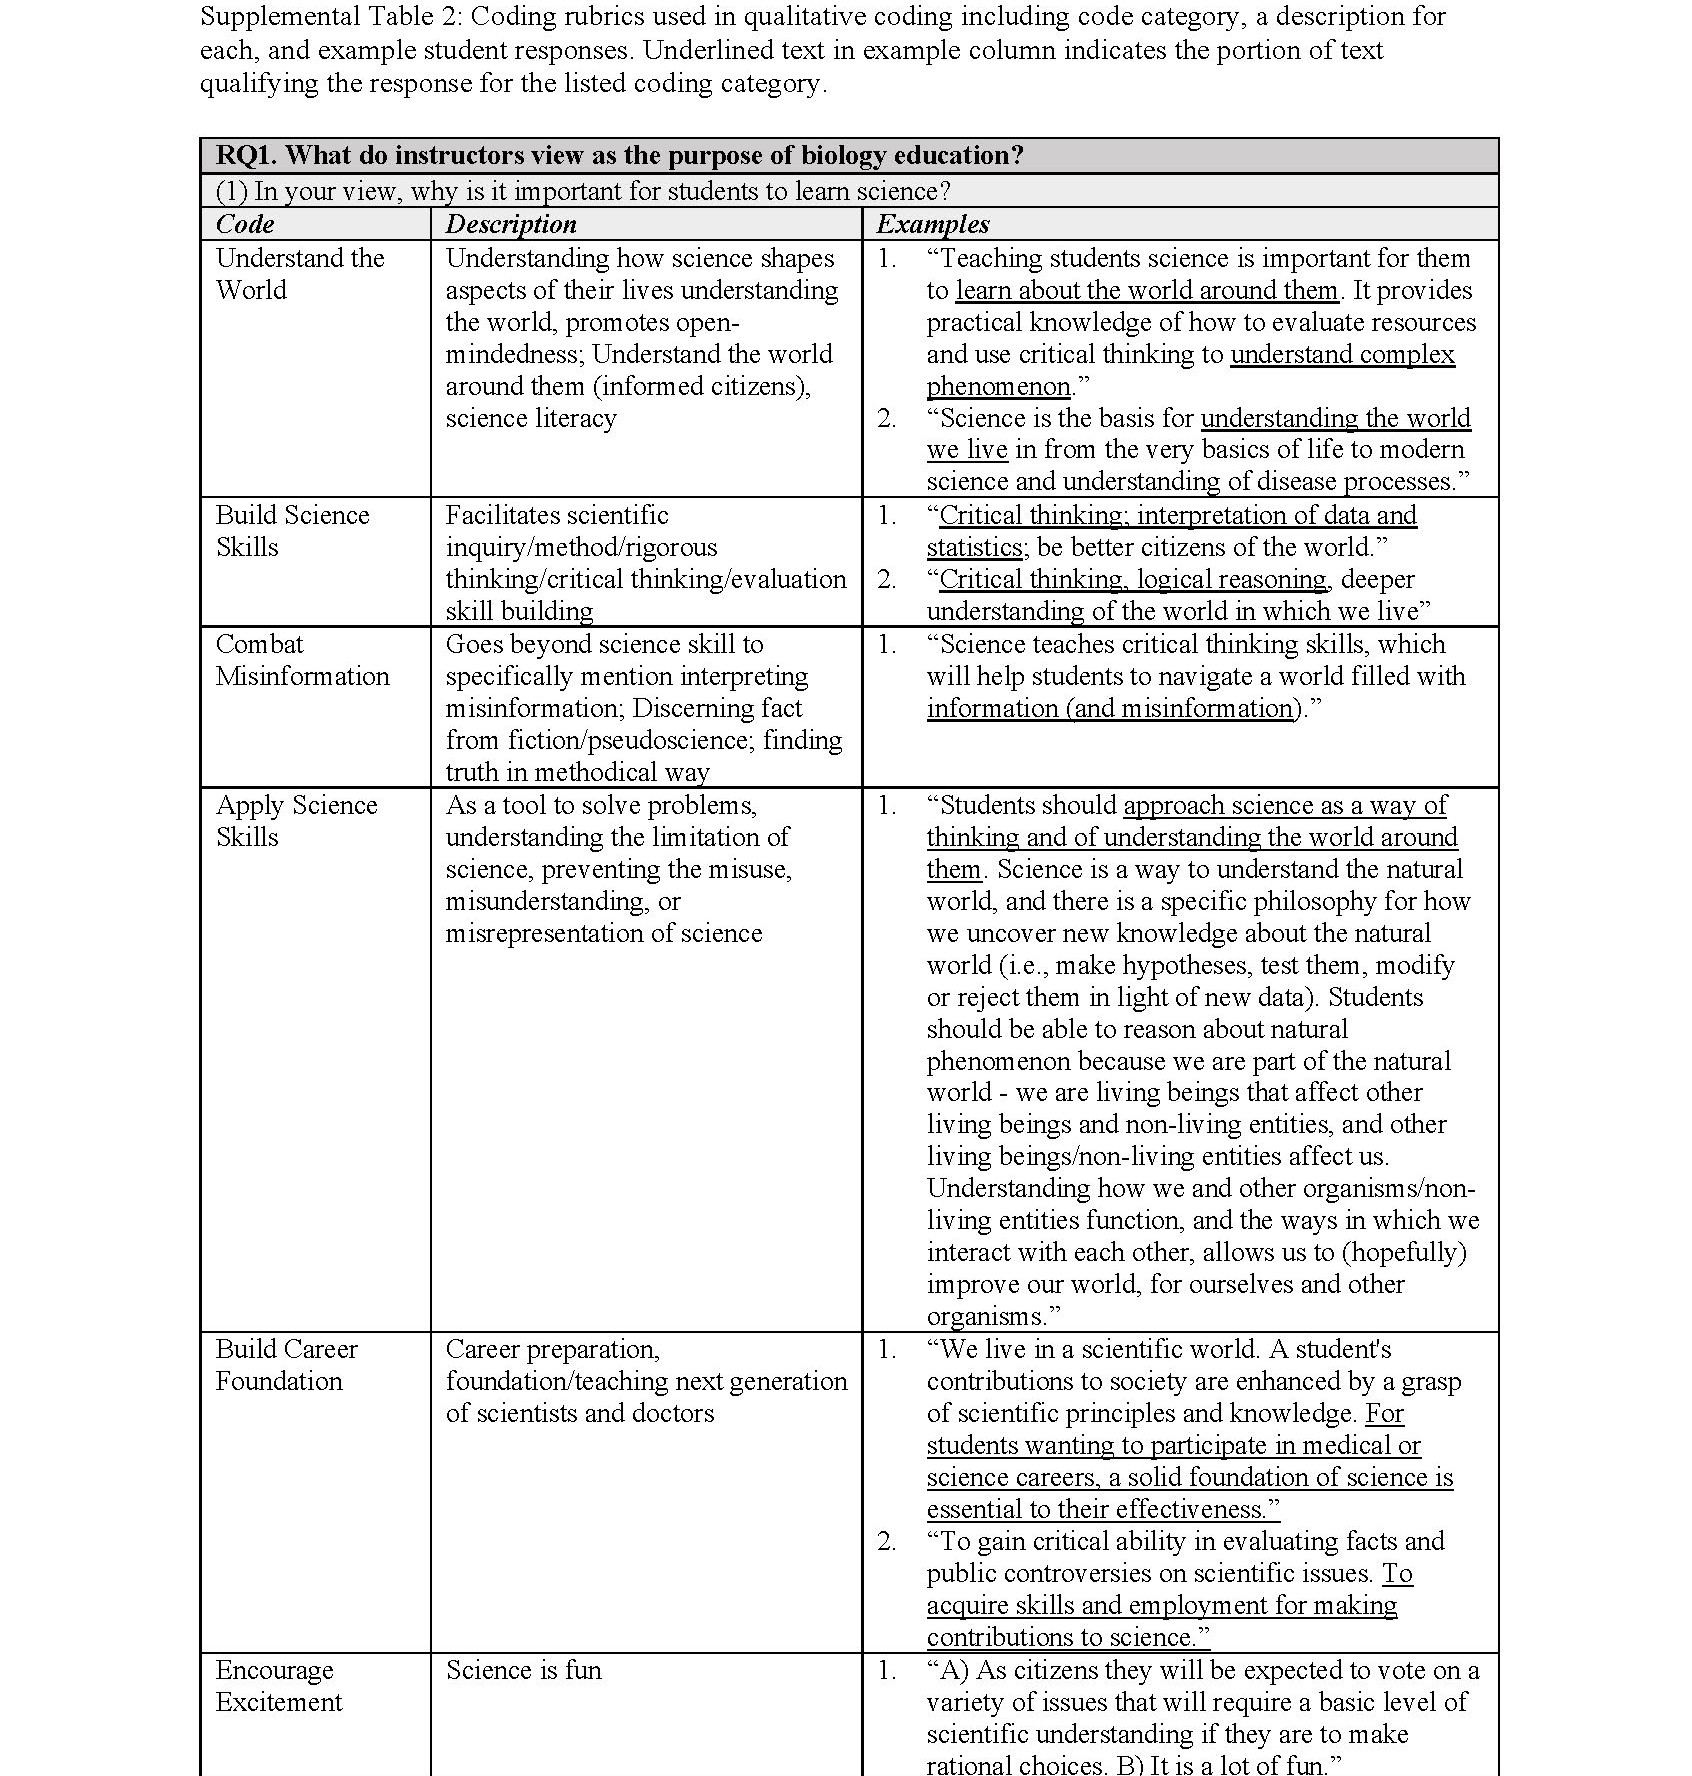 Supplemental Table 2: Coding rubrics used in qualitative coding including code category, a description for
each, and example student responses. Underlined text in example column indicates the portion of text
qualifying the response for the listed coding category.
RQ1. What do instructors view as the purpose of biology education?
(1) In your view, why is it important for students to learn science?
Code
Description
Examples
Understand the
World
Understanding how science shapes
aspects of their lives understanding
the world, promotes open-
mindedness; Understand the world
around them (informed citizens),
science literacy
1. “Teaching students science is important for them
to learn about the world around them. It provides
practical knowledge of how to evaluate resources
and use critical thinking to understand complex
phenomenon.”
2. “Science is the basis for understanding the world
we live in from the very basics of life to modern
science and understanding of disease processes.”
Build Science
Skills
Facilitates scientific
inquiry/method/rigorous
thinking/critical thinking/evaluation
skill building
1. “Critical thinking; interpretation of data and
statistics; be better citizens of the world.”
2. “Critical thinking, logical reasoning, deeper
understanding of the world in which we live”
Combat
Misinformation
Goes beyond science skill to
specifically mention interpreting
misinformation; Discerning fact
from fiction/pseudoscience; finding
truth in methodical way
1. “Science teaches critical thinking skills, which
will help students to navigate a world filled with
information (and misinformation).”
Apply Science
Skills
As a tool to solve problems,
understanding the limitation of
science, preventing the misuse,
misunderstanding, or
misrepresentation of science
1. “Students should approach science as a way of
thinking and of understanding the world around
them. Science is a way to understand the natural
world, and there is a specific philosophy for how
we uncover new knowledge about the natural
world (i.e., make hypotheses, test them, modify
or reject them in light of new data). Students
should be able to reason about natural
phenomenon because we are part of the natural
world - we are living beings that affect other
living beings and non-living entities, and other
living beings/non-living entities affect us.
Understanding how we and other organisms/non-
living entities function, and the ways in which we
interact with each other, allows us to (hopefully)
improve our world, for ourselves and other
organisms.”
Build Career
Foundation
Career preparation,
foundation/teaching next generation
of scientists and doctors
1. “We live in a scientific world. A student's
contributions to society are enhanced by a grasp
of scientific principles and knowledge. For
students wanting to participate in medical or
science careers, a solid foundation of science is
essential to their effectiveness.”
2. “To gain critical ability in evaluating facts and
public controversies on scientific issues. To
acquire skills and employment for making
contributions to science.”
Encourage
Excitement
Science is fun
1. “A) As citizens they will be expected to vote on a
variety of issues that will require a basic level of
scientific understanding if they are to make
rational choices. B) It is a lot of fun.”